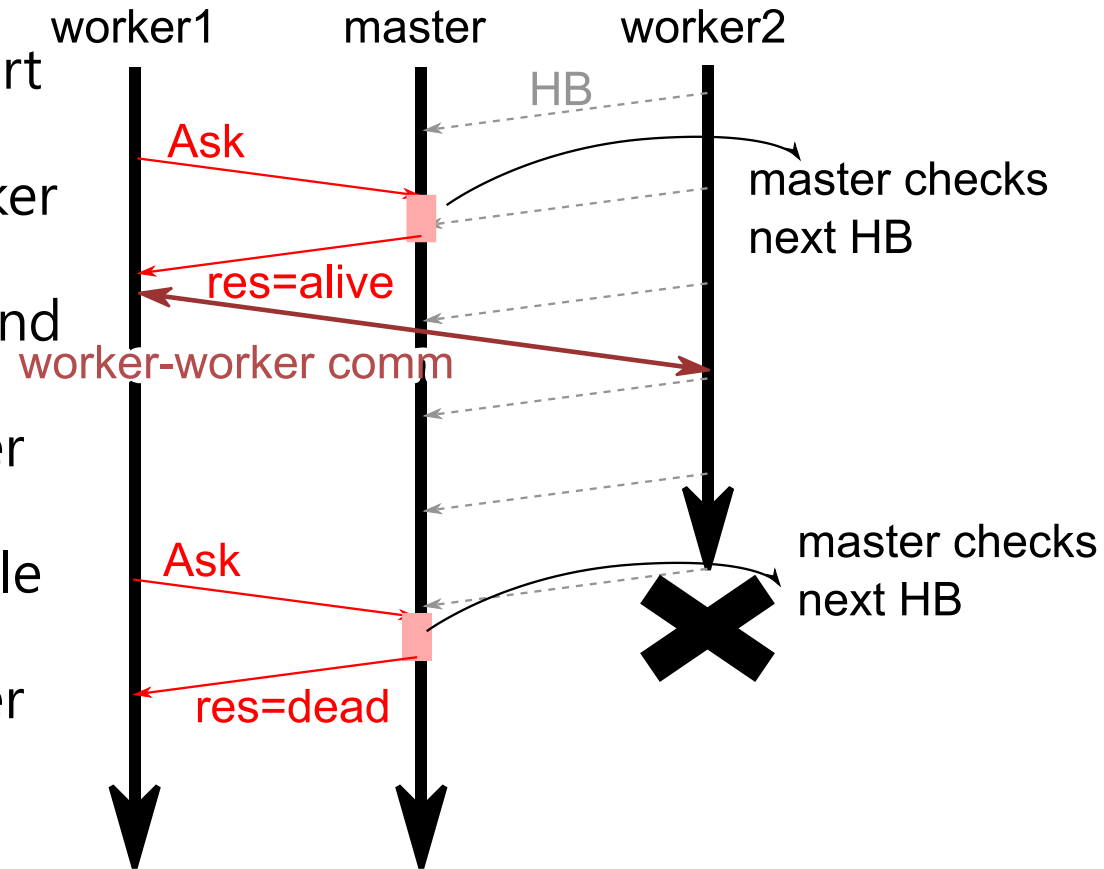 worker1 master worker2
rt
HB
Ask
ker
master checks
next HB
res=alive
nd
worker-worker comm
er
Ask
master checks
le
next HB
er
res=dead